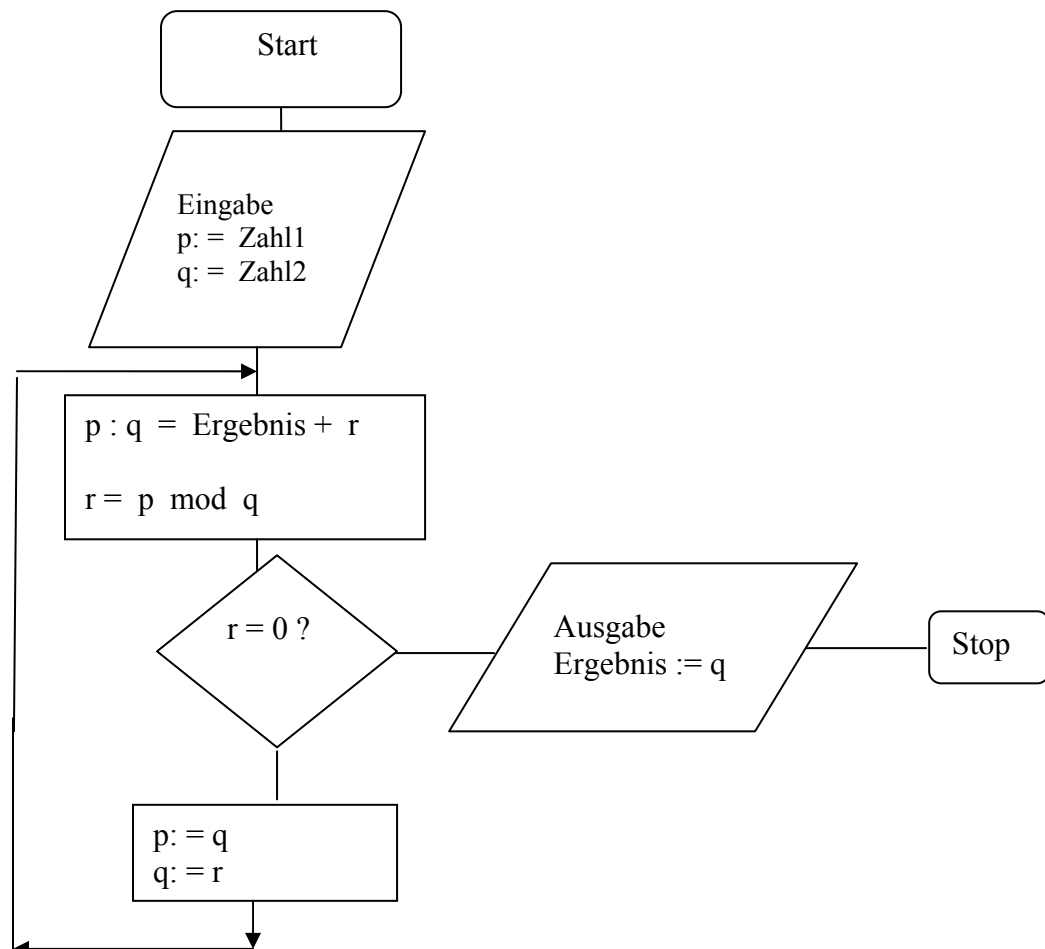 Start
Eingabe
p: = Zahl1
q: = Zahl2
p : q = Ergebnis + r
r = p mod q
r = 0 ?
Ausgabe
Ergebnis := q
Stop
p: = q
q: = r